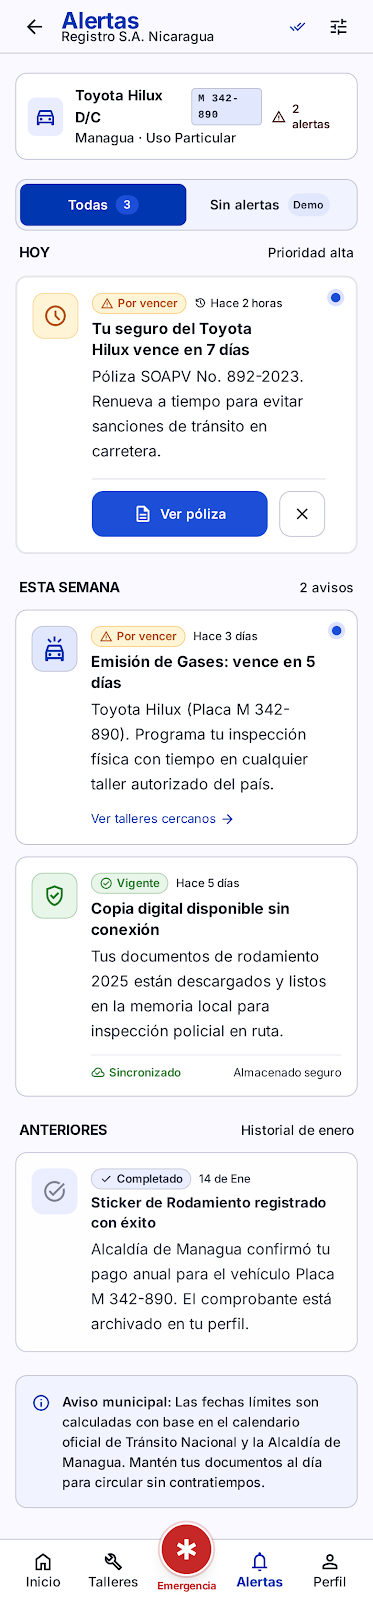 Alertas
Registro S.A. Nicaragua
Toyota Hilux
D/C
M 342-
890
2
alertas
Managua · Uso Particular
Todas 3
Sin alertas Demo
HOY
Prioridad alta
Por vencer
Hace 2 horas
Tu seguro del Toyota
Hilux vence en 7 días
Póliza SOAPV No. 892-2023.
Renueva a tiempo para evitar
sanciones de tránsito en
carretera.
Ver póliza
ESTA SEMANA
2 avisos
Por vencer
Hace 3 días
Emisión de Gases: vence en 5
días
Toyota Hilux (Placa M 342-
890). Programa tu inspección
física con tiempo en cualquier
taller autorizado del país.
Ver talleres cercanos →
Vigente
Hace 5 días
Copia digital disponible sin
conexión
Tus documentos de rodamiento
2025 están descargados y listos
en la memoria local para
inspección policial en ruta.
Sincronizado
Almacenado seguro
ANTERIORES
Historial de enero
Completado
14 de Ene
Sticker de Rodamiento registrado
con éxito
Alcaldía de Managua confirmó tu
pago anual para el vehículo Placa
M 342-890. El comprobante está
archivado en tu perfil.
Aviso municipal: Las fechas límites son
calculadas con base en el calendario
oficial de Tránsito Nacional y la Alcaldía de
Managua. Mantén tus documentos al día
para circular sin contratiempos.
Inicio
Talleres
Emergencia
Alertas
Perfil